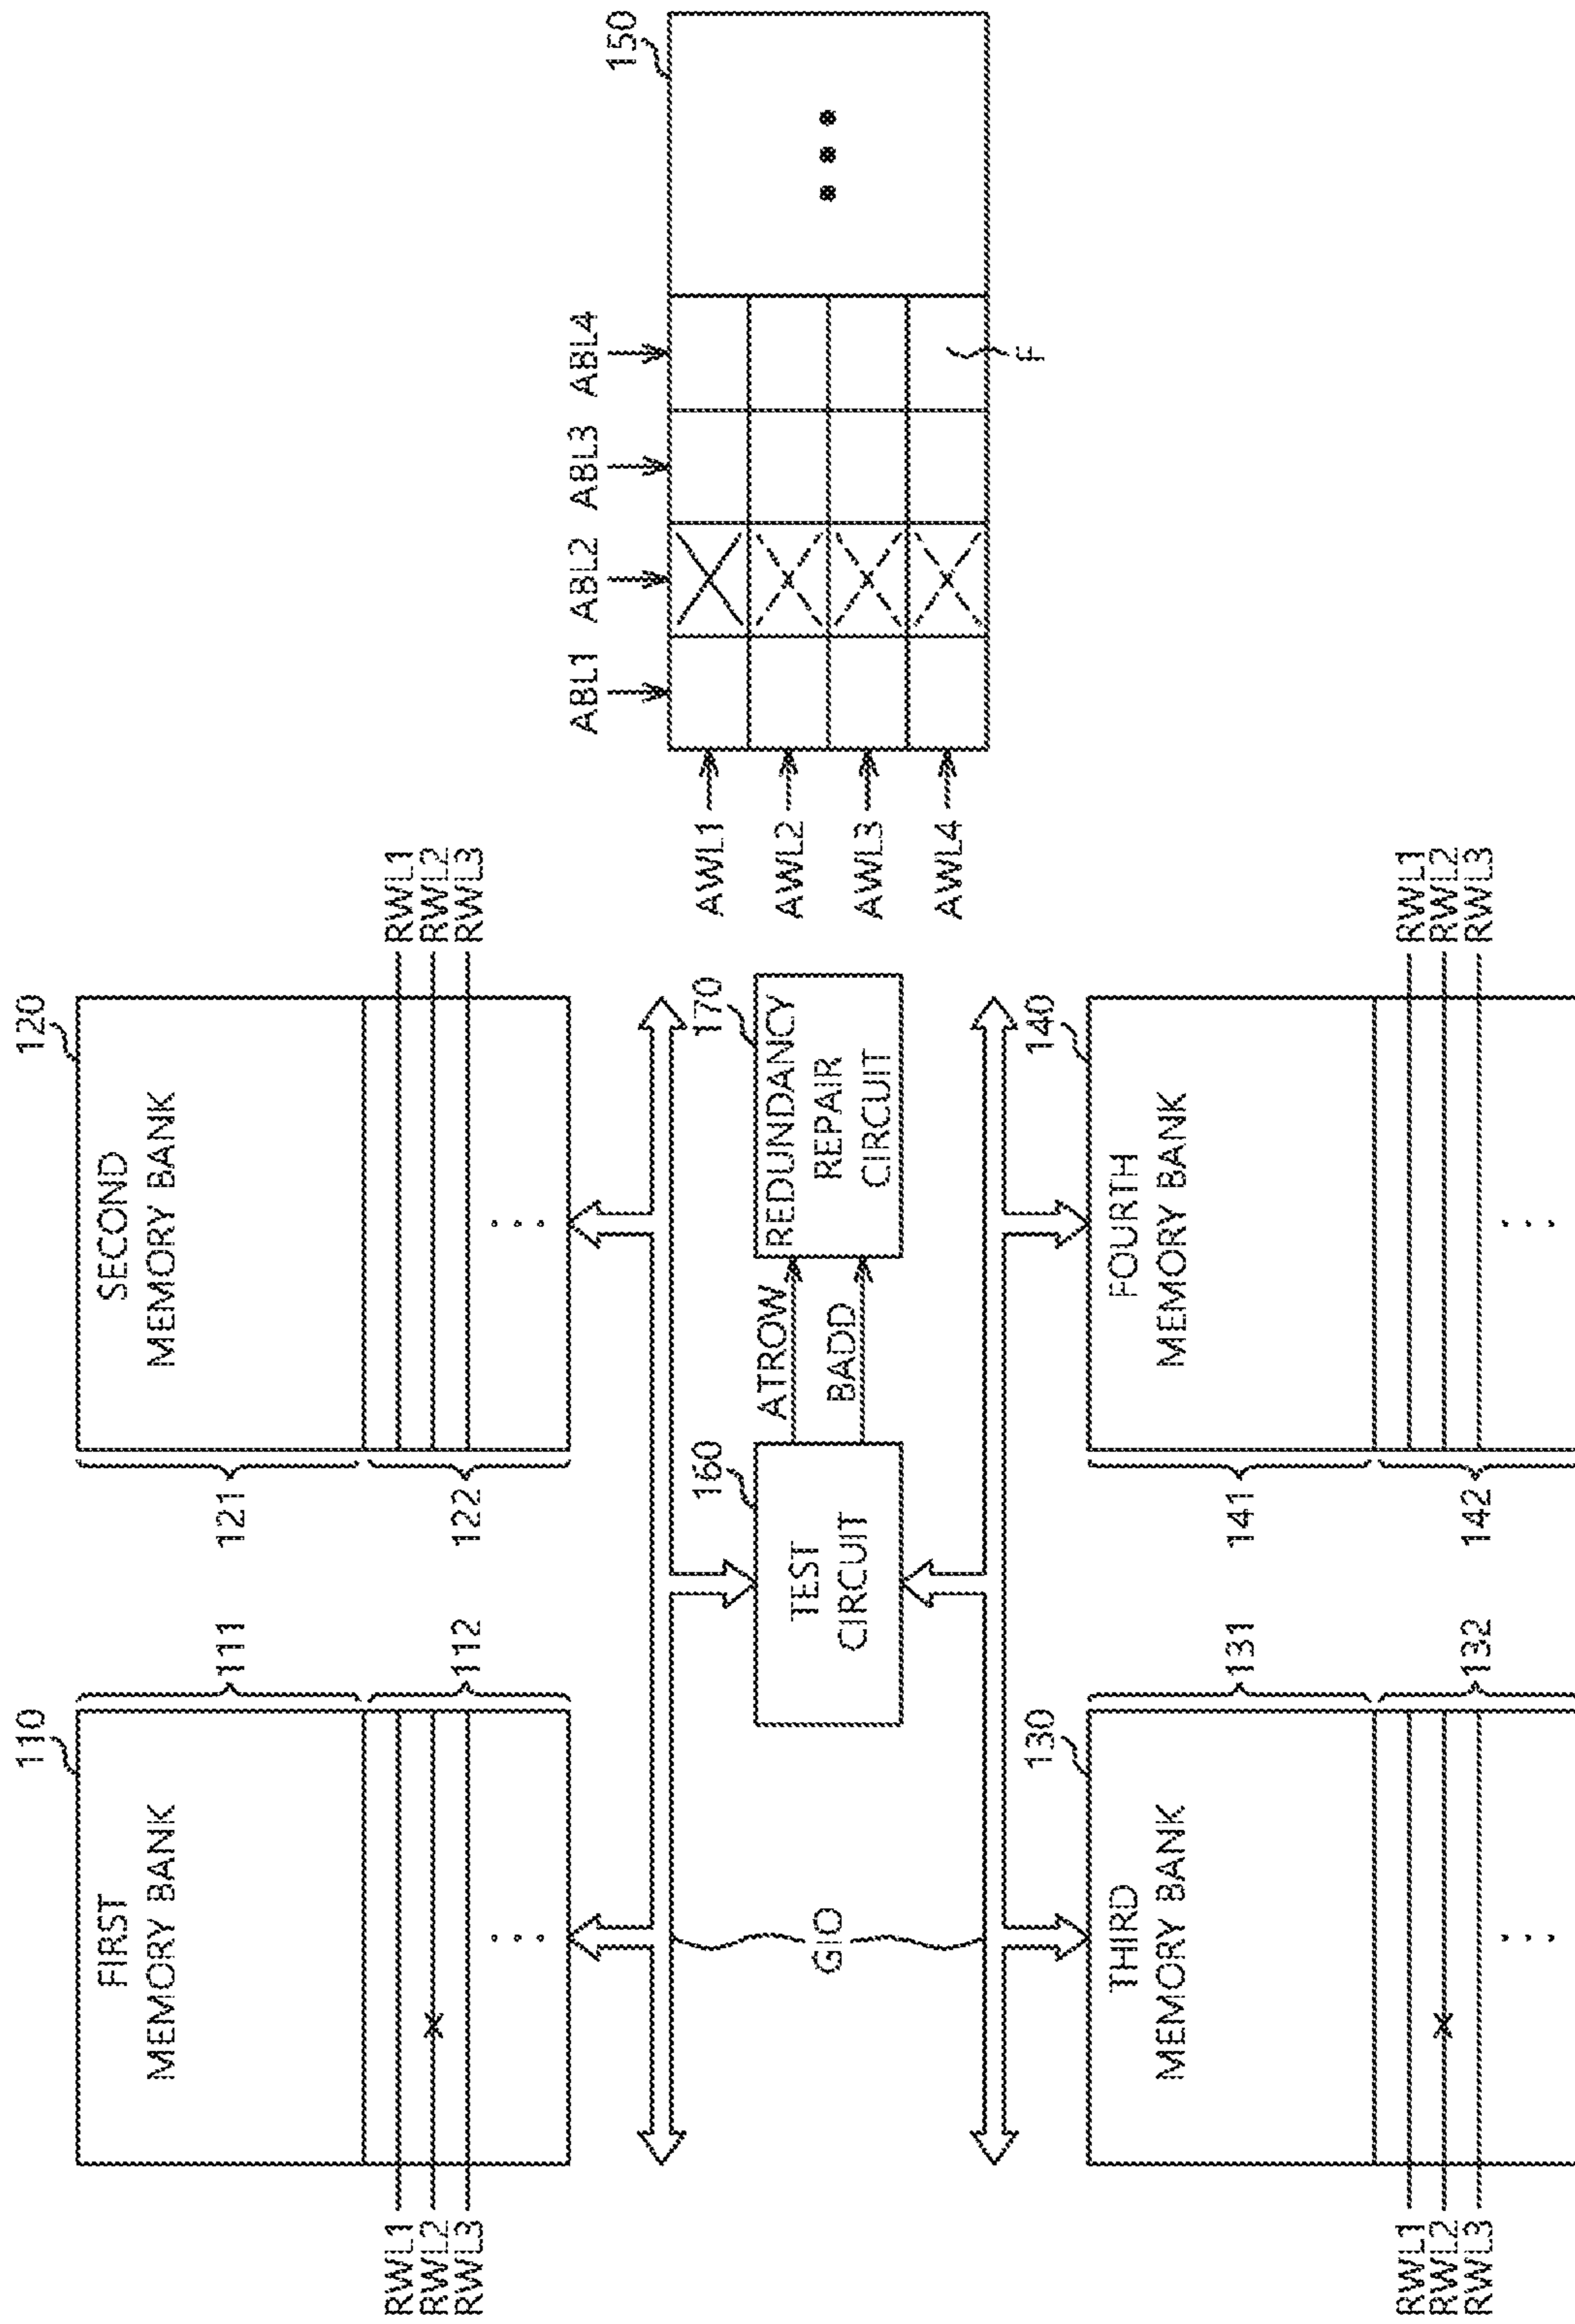 110
FIRST
MEMORY BANK
111
112
RWL1
RWL2
RWL3
120
SECOND
MEMORY BANK
121
122
RWL1
RWL2
RWL3
GIO
160
TEST
CIRCUIT
ATROW
BADD
170
REDUNDANCY
REPAIR
CIRCUIT
130
THIRD
MEMORY BANK
131
132
RWL1
RWL2
RWL3
140
FOURTH
MEMORY BANK
141
142
RWL1
RWL2
RWL3
150
ABL1 ABL2 ABL3 ABL4
AWL1
AWL2
AWL3
AWL4
F